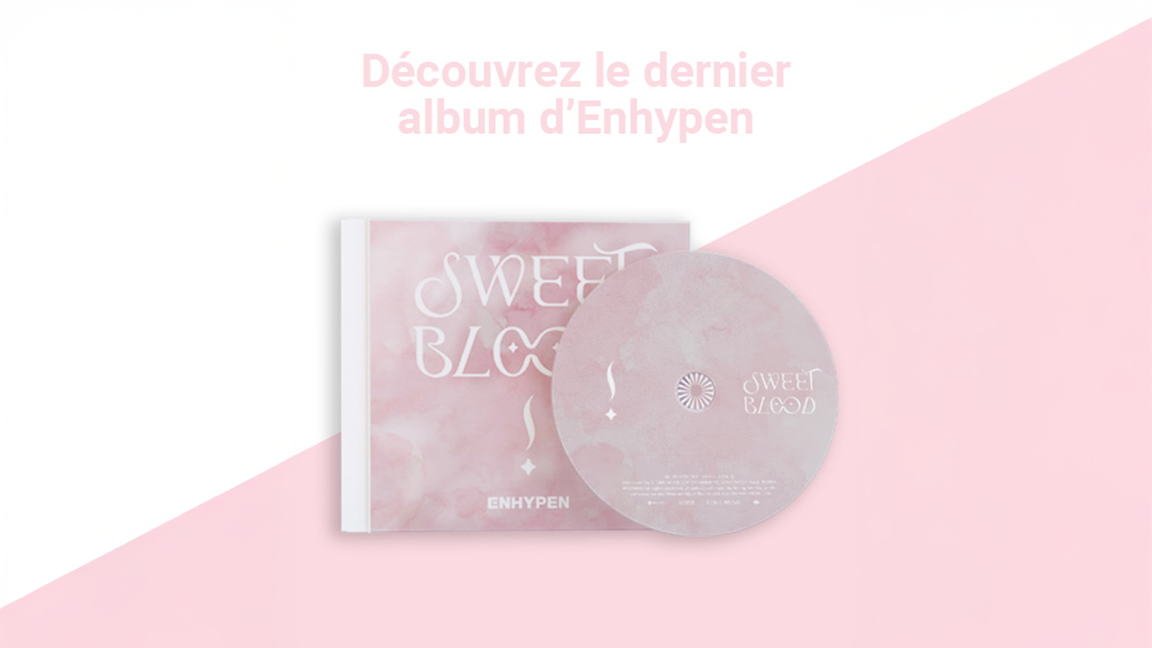 Découvrez le dernier
album d’Enhypen
SWEET
BLOOD
ENHYPEN
SWEET
BLOOD